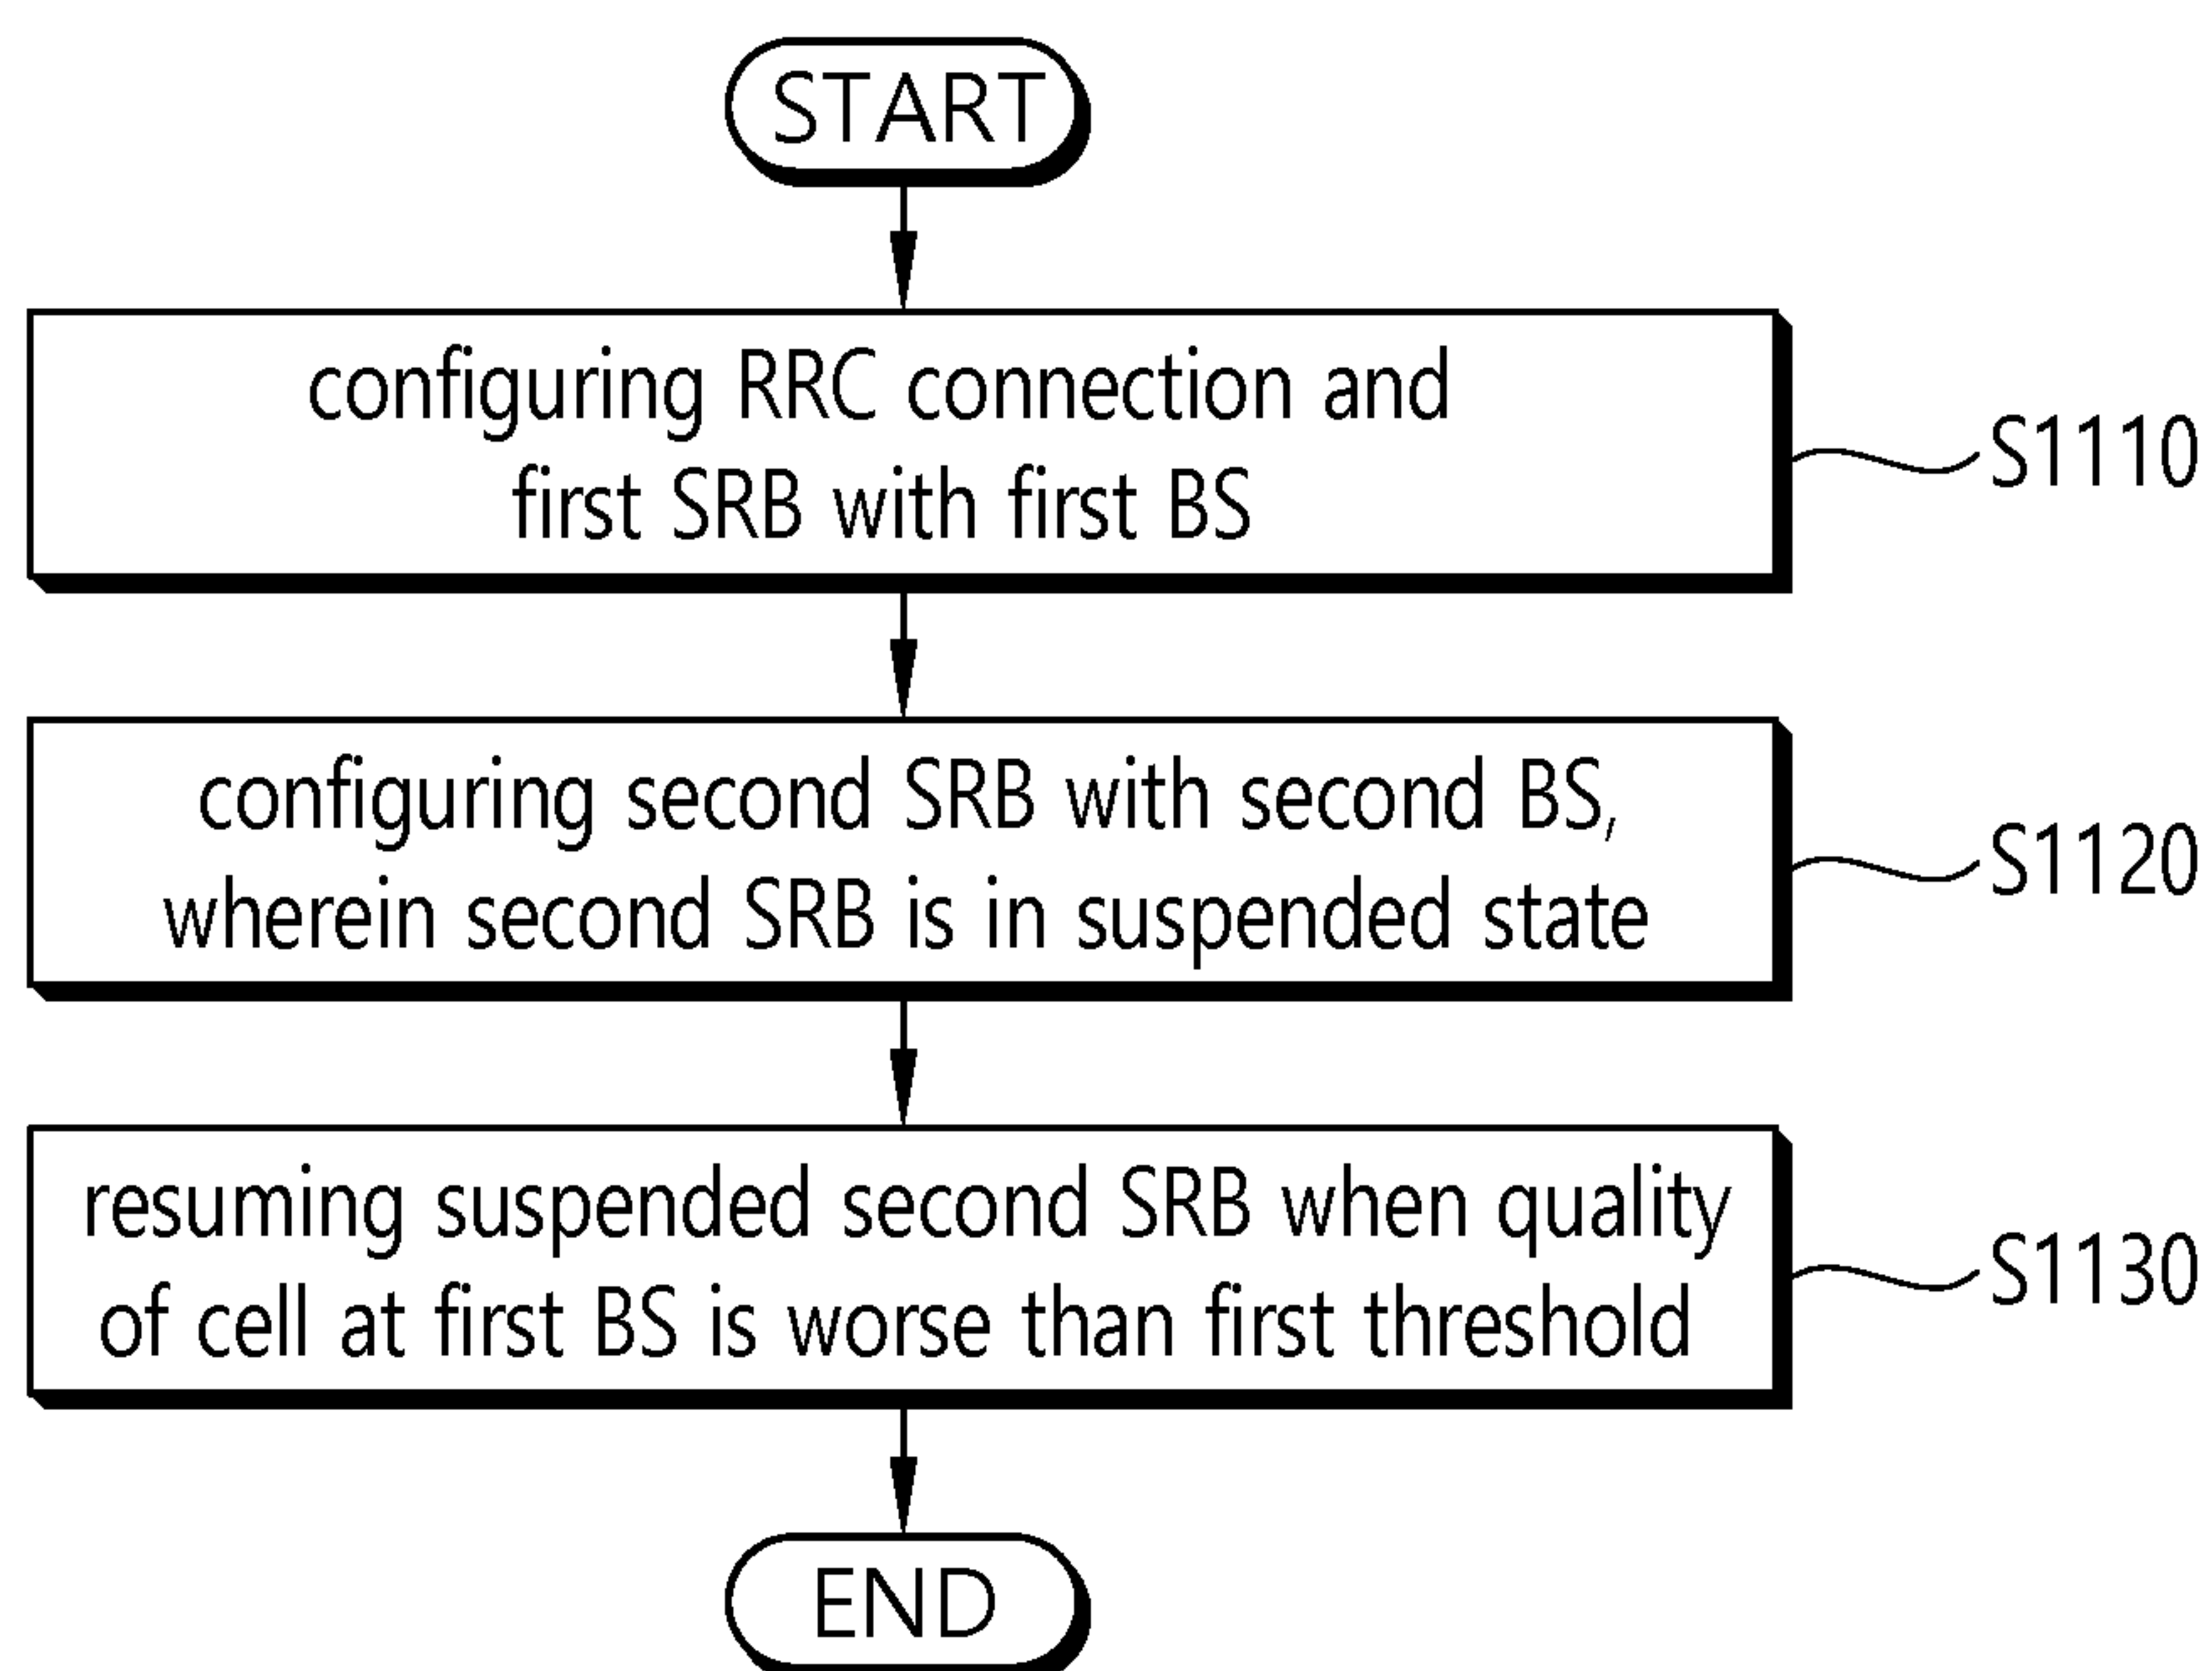 START
configuring RRC connection and
first SRB with first BS
S1110
configuring second SRB with second BS,
wherein second SRB is in suspended state
S1120
resuming suspended second SRB when quality
of cell at first BS is worse than first threshold
S1130
END